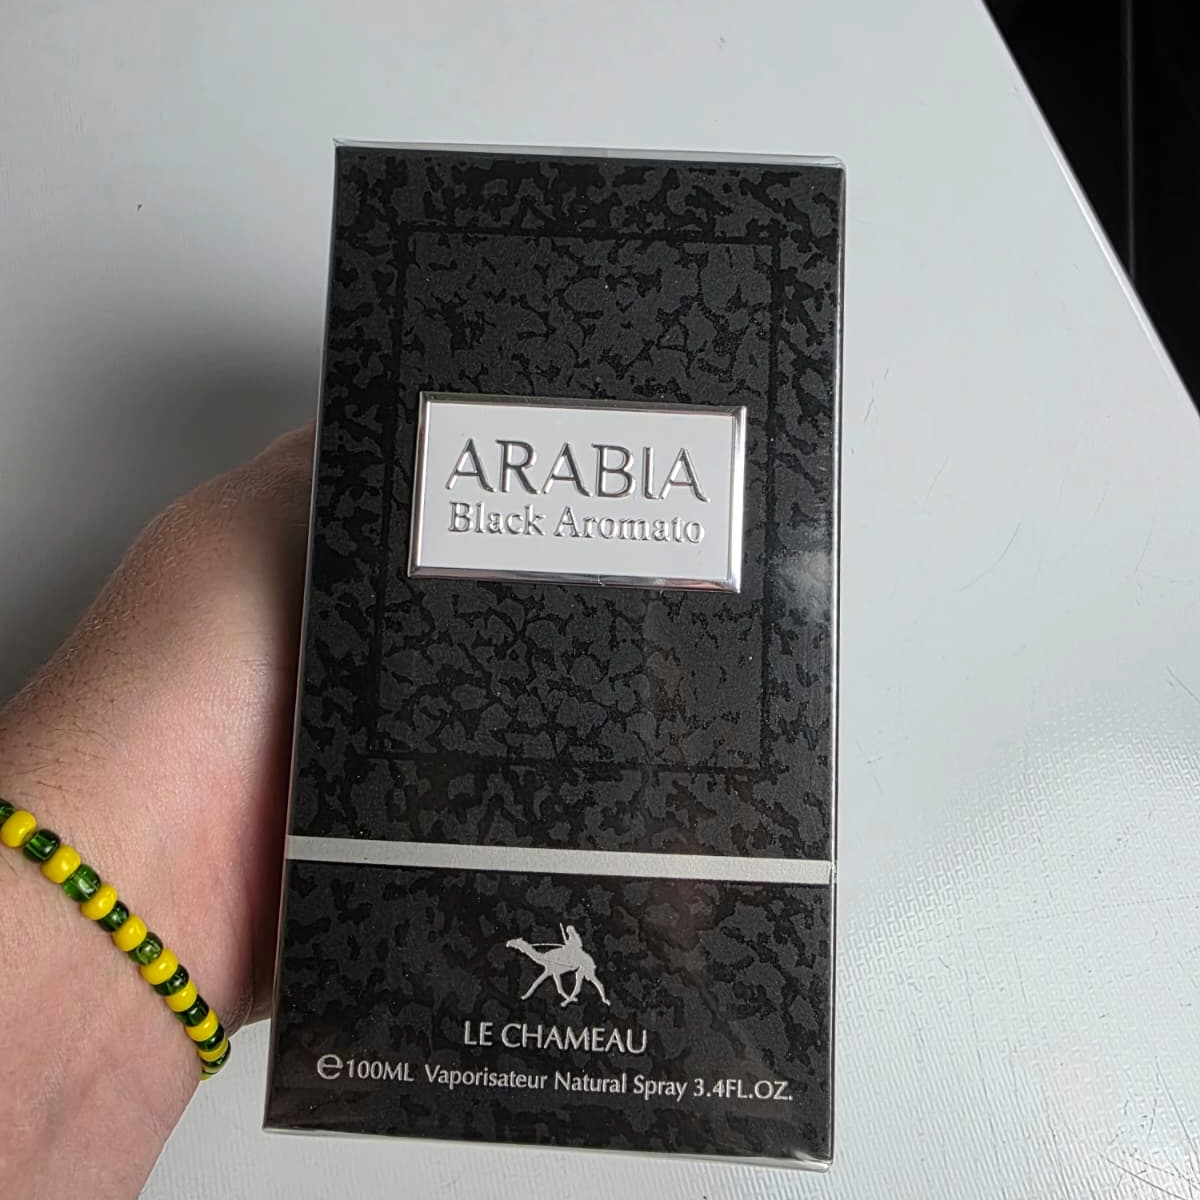 ARABIA
Black Aromato
LE CHAMEAU
℮100ML Vaporisateur Natural Spray 3.4FL.OZ.